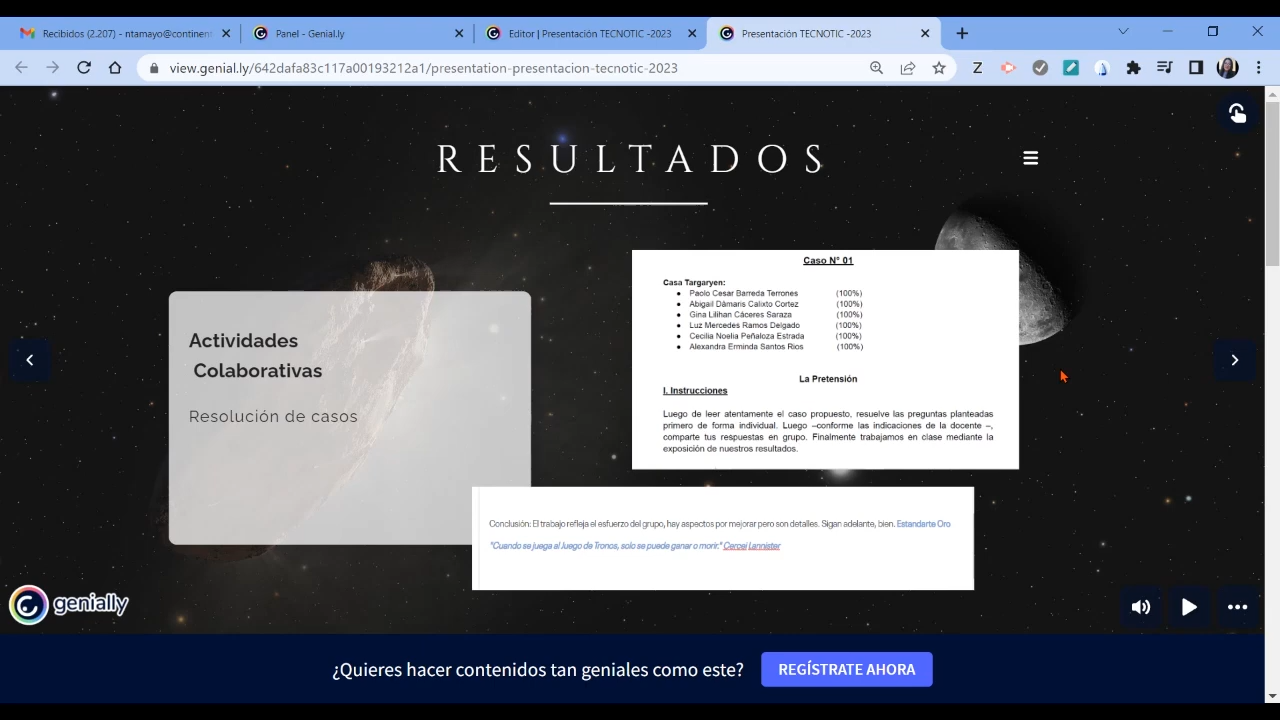 Recibidos (2.207) - ntamayo@continen
Panel - Genial.ly
Editor | Presentación TECNOTIC -2023
Presentación TECNOTIC -2023
view.genial.ly/642dafa83c117a00193212a1/presentation-presentacion-tecnotic-2023
RESULTADOS
Actividades
Colaborativas
Resolución de casos
Caso N° 01
Casa Targaryen:
● Paolo Cesar Barreda Terrones (100%)
● Abigail Dàmaris Calixto Cortez (100%)
● Gina Lilihan Cáceres Saraza (100%)
● Luz Mercedes Ramos Delgado (100%)
● Cecilia Noelia Peñaloza Estrada (100%)
● Alexandra Erminda Santos Rios (100%)
La Pretensión
I. Instrucciones
Luego de leer atentamente el caso propuesto, resuelve las preguntas planteadas
primero de forma individual. Luego –conforme las indicaciones de la docente –,
comparte tus respuestas en grupo. Finalmente trabajamos en clase mediante la
exposición de nuestros resultados.
Conclusión: El trabajo refleja el esfuerzo del grupo, hay aspectos por mejorar pero son detalles. Sigan adelante, bien. Estandarte Oro
"Cuando se juega al Juego de Tronos, solo se puede ganar o morir." Cercei Lannister
genially
¿Quieres hacer contenidos tan geniales como este?
REGÍSTRATE AHORA